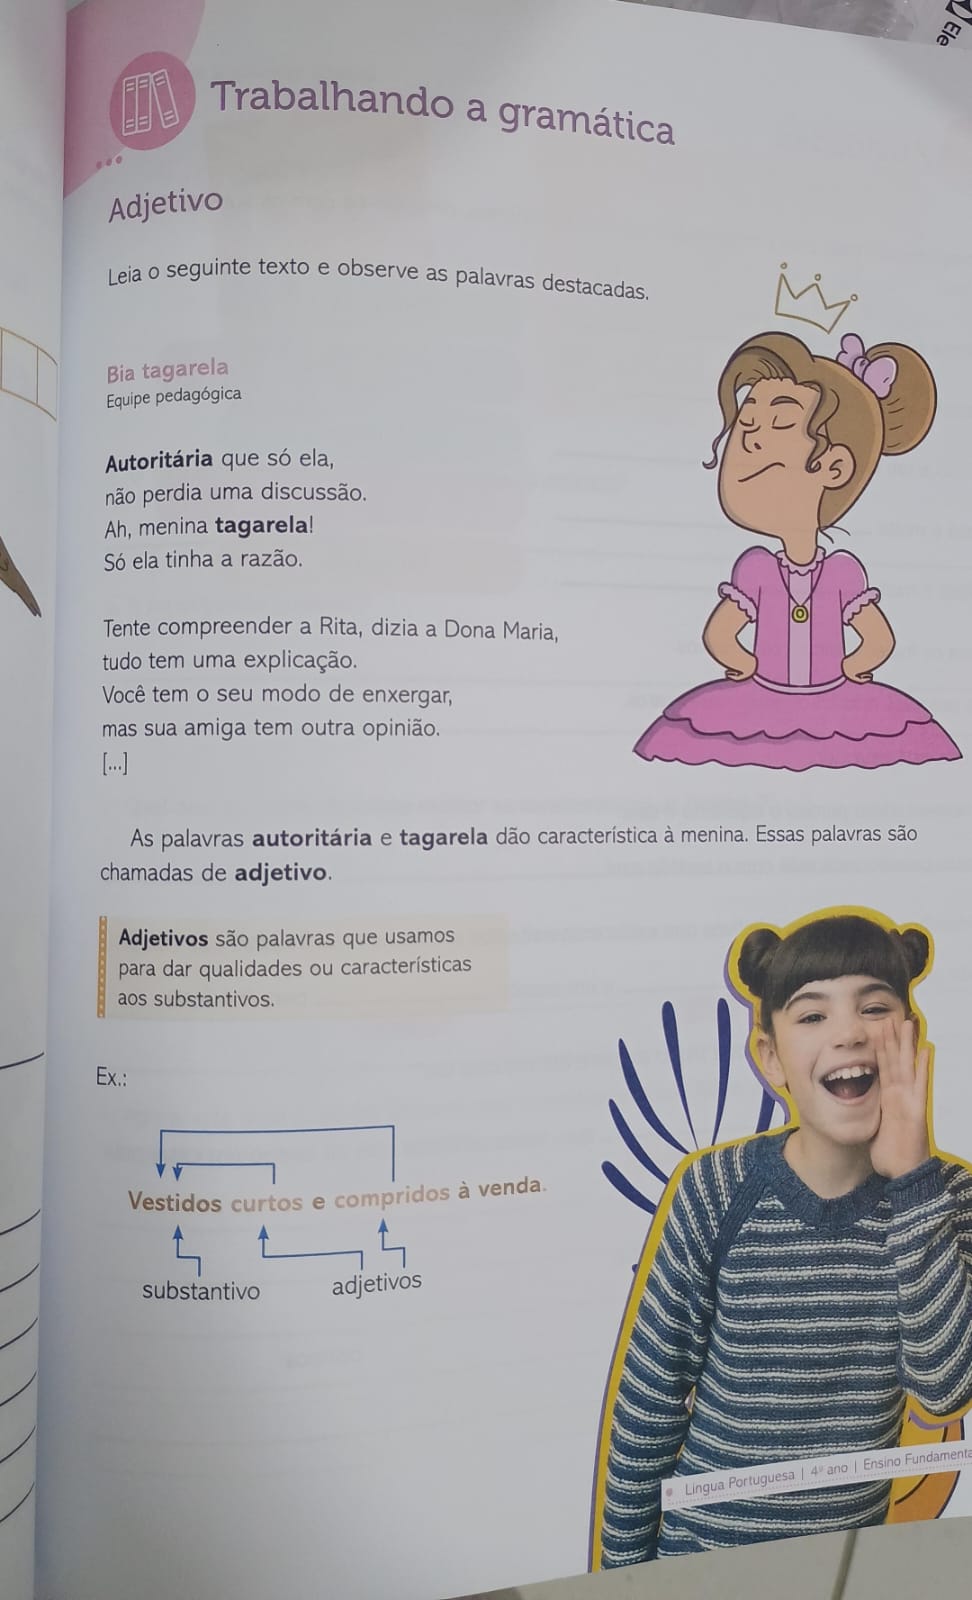 Ele
Trabalhando a gramática
Adjetivo
Leia o seguinte texto e observe as palavras destacadas.
Bia tagarela
Equipe pedagógica
Autoritária que só ela,
não perdia uma discussão.
Ah, menina tagarela!
Só ela tinha a razão.
Tente compreender a Rita, dizia a Dona Maria,
tudo tem uma explicação.
Você tem o seu modo de enxergar,
mas sua amiga tem outra opinião.
[...]
As palavras autoritária e tagarela dão característica à menina. Essas palavras são
chamadas de adjetivo.
Adjetivos são palavras que usamos
para dar qualidades ou características
aos substantivos.
Ex.:
Vestidos curtos e compridos à venda.
substantivo adjetivos
Língua Portuguesa | 4º ano | Ensino Fundamenta